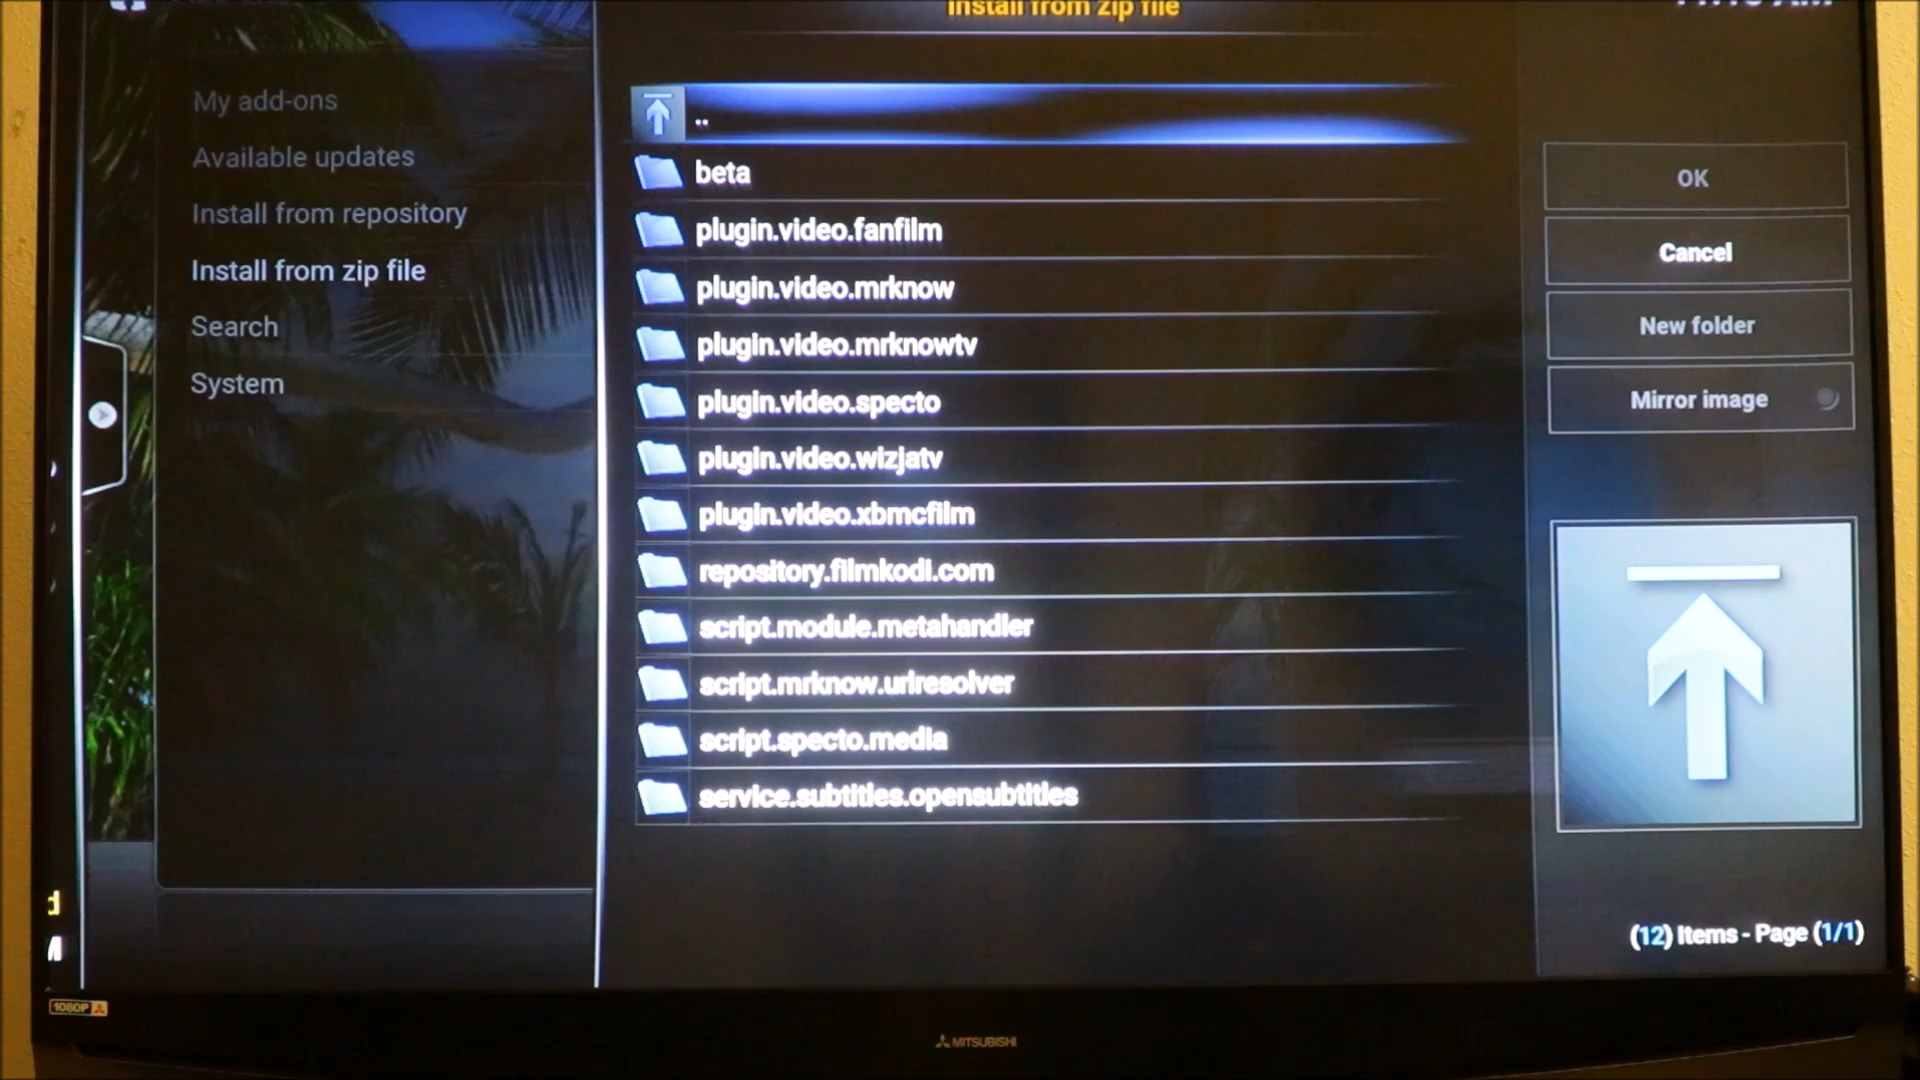 Install from zip file
My add-ons
Available updates
Install from repository
Install from zip file
Search
System
..
beta
plugin.video.fanfilm
plugin.video.mrknow
plugin.video.mrknowtv
plugin.video.specto
plugin.video.wizjatv
plugin.video.xbmcfilm
repository.filmkodi.com
script.module.metahandler
script.mrknow.urlresolver
script.specto.media
service.subtitles.opensubtitles
OK
Cancel
New folder
Mirror image
(12) Items - Page (1/1)
d
M
1080P
MITSUBISHI